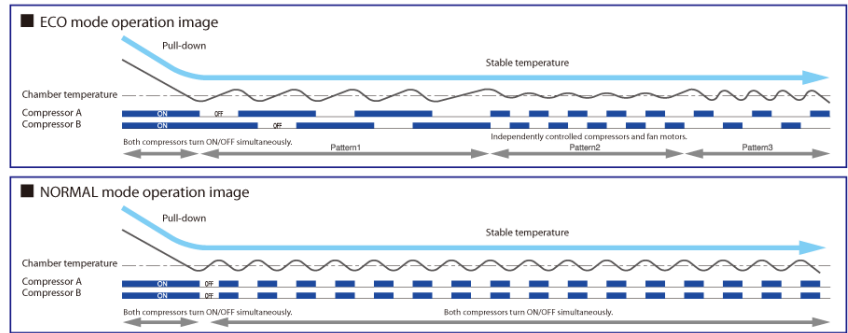 ■ ECO mode operation image
Pull-down
Stable temperature
Chamber temperature
Compressor A ON OFF
Compressor B ON OFF
Independently controlled compressors and fan motors.
Both compressors turn ON/OFF simultaneously.
Pattern1 Pattern2 Pattern3
■ NORMAL mode operation image
Pull-down
Stable temperature
Chamber temperature
Compressor A ON OFF
Compressor B ON OFF
Both compressors turn ON/OFF simultaneously. Both compressors turn ON/OFF simultaneously.